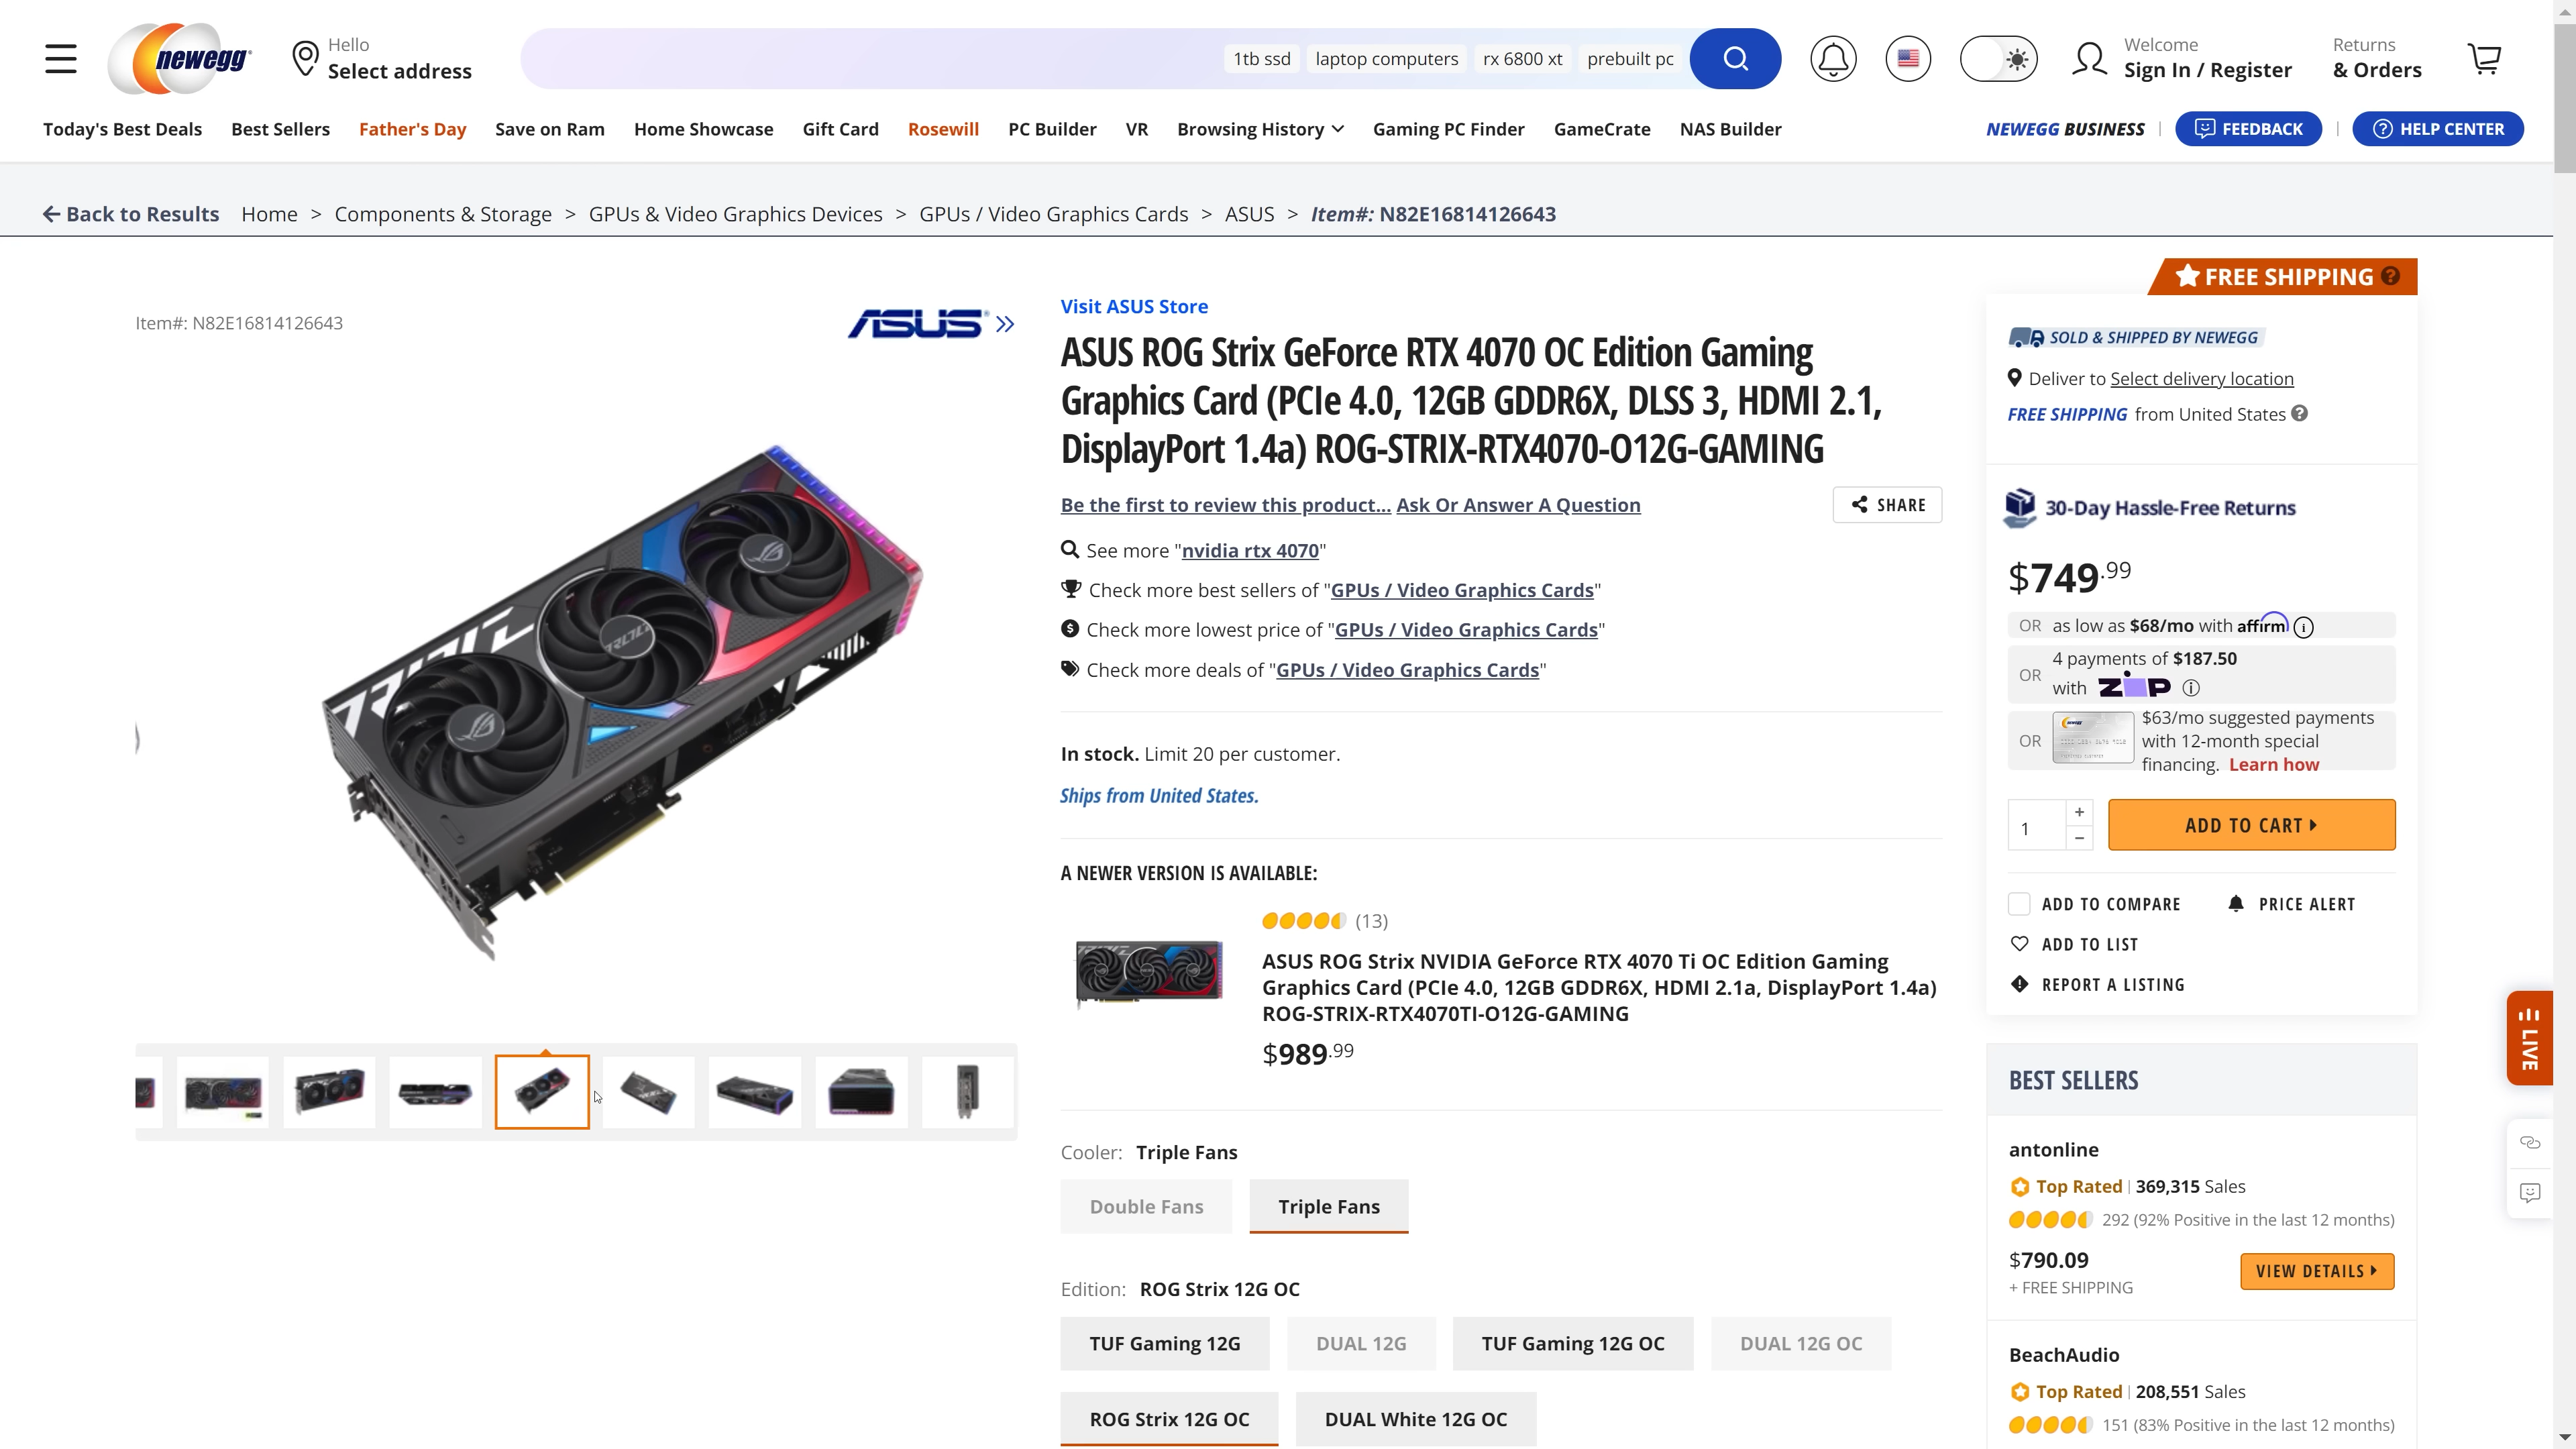 newegg
Hello
Select address
1tb ssd
laptop computers
rx 6800 xt
prebuilt pc
Welcome
Sign In / Register
Returns
& Orders
Today's Best Deals
Best Sellers
Father's Day
Save on Ram
Home Showcase
Gift Card
Rosewill
PC Builder
VR
Browsing History
Gaming PC Finder
GameCrate
NAS Builder
NEWEGG BUSINESS
FEEDBACK
HELP CENTER
Back to Results
Home > Components & Storage > GPUs & Video Graphics Devices > GPUs / Video Graphics Cards > ASUS > Item#: N82E16814126643
Item#: N82E16814126643
ASUS
Visit ASUS Store
ASUS ROG Strix GeForce RTX 4070 OC Edition Gaming
Graphics Card (PCIe 4.0, 12GB GDDR6X, DLSS 3, HDMI 2.1,
DisplayPort 1.4a) ROG-STRIX-RTX4070-O12G-GAMING
Be the first to review this product... Ask Or Answer A Question
SHARE
See more "nvidia rtx 4070"
Check more best sellers of "GPUs / Video Graphics Cards"
Check more lowest price of "GPUs / Video Graphics Cards"
Check more deals of "GPUs / Video Graphics Cards"
In stock. Limit 20 per customer.
Ships from United States.
A NEWER VERSION IS AVAILABLE:
(13)
ASUS ROG Strix NVIDIA GeForce RTX 4070 Ti OC Edition Gaming
Graphics Card (PCIe 4.0, 12GB GDDR6X, HDMI 2.1a, DisplayPort 1.4a)
ROG-STRIX-RTX4070TI-O12G-GAMING
$989.99
Cooler: Triple Fans
Double Fans
Triple Fans
Edition: ROG Strix 12G OC
TUF Gaming 12G
DUAL 12G
TUF Gaming 12G OC
DUAL 12G OC
ROG Strix 12G OC
DUAL White 12G OC
FREE SHIPPING
SOLD & SHIPPED BY NEWEGG
Deliver to Select delivery location
FREE SHIPPING from United States
30-Day Hassle-Free Returns
$749.99
OR as low as $68/mo with affirm
OR 4 payments of $187.50
with ZIP
OR $63/mo suggested payments
with 12-month special
financing. Learn how
1
+
−
ADD TO CART
ADD TO COMPARE
PRICE ALERT
ADD TO LIST
REPORT A LISTING
LIVE
BEST SELLERS
antonline
Top Rated | 369,315 Sales
292 (92% Positive in the last 12 months)
$790.09
+ FREE SHIPPING
VIEW DETAILS
BeachAudio
Top Rated | 208,551 Sales
151 (83% Positive in the last 12 months)